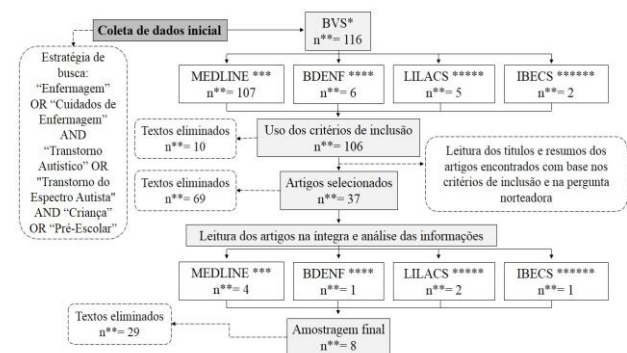 Coleta de dados inicial
BVS*
n**= 116
Estratégia de
busca:
“Enfermagem”
OR “Cuidados de
Enfermagem”
AND
“Transtorno
Autístico” OR
"Transtorno do
Espectro Autista"
AND “Criança”
OR “Pré-Escolar”
MEDLINE ***
n**= 107
BDENF ****
n**= 6
LILACS *****
n**= 5
IBECS ******
n**= 2
Textos eliminados
n**= 10
Uso dos critérios de inclusão
n**= 106
Leitura dos títulos e resumos dos
artigos encontrados com base nos
critérios de inclusão e na pergunta
norteadora
Textos eliminados
n**= 69
Artigos selecionados
n**= 37
Leitura dos artigos na íntegra e análise das informações
MEDLINE ***
n**= 4
BDENF ****
n**= 1
LILACS *****
n**= 2
IBECS ******
n**= 1
Textos eliminados
n**= 29
Amostragem final
n**= 8